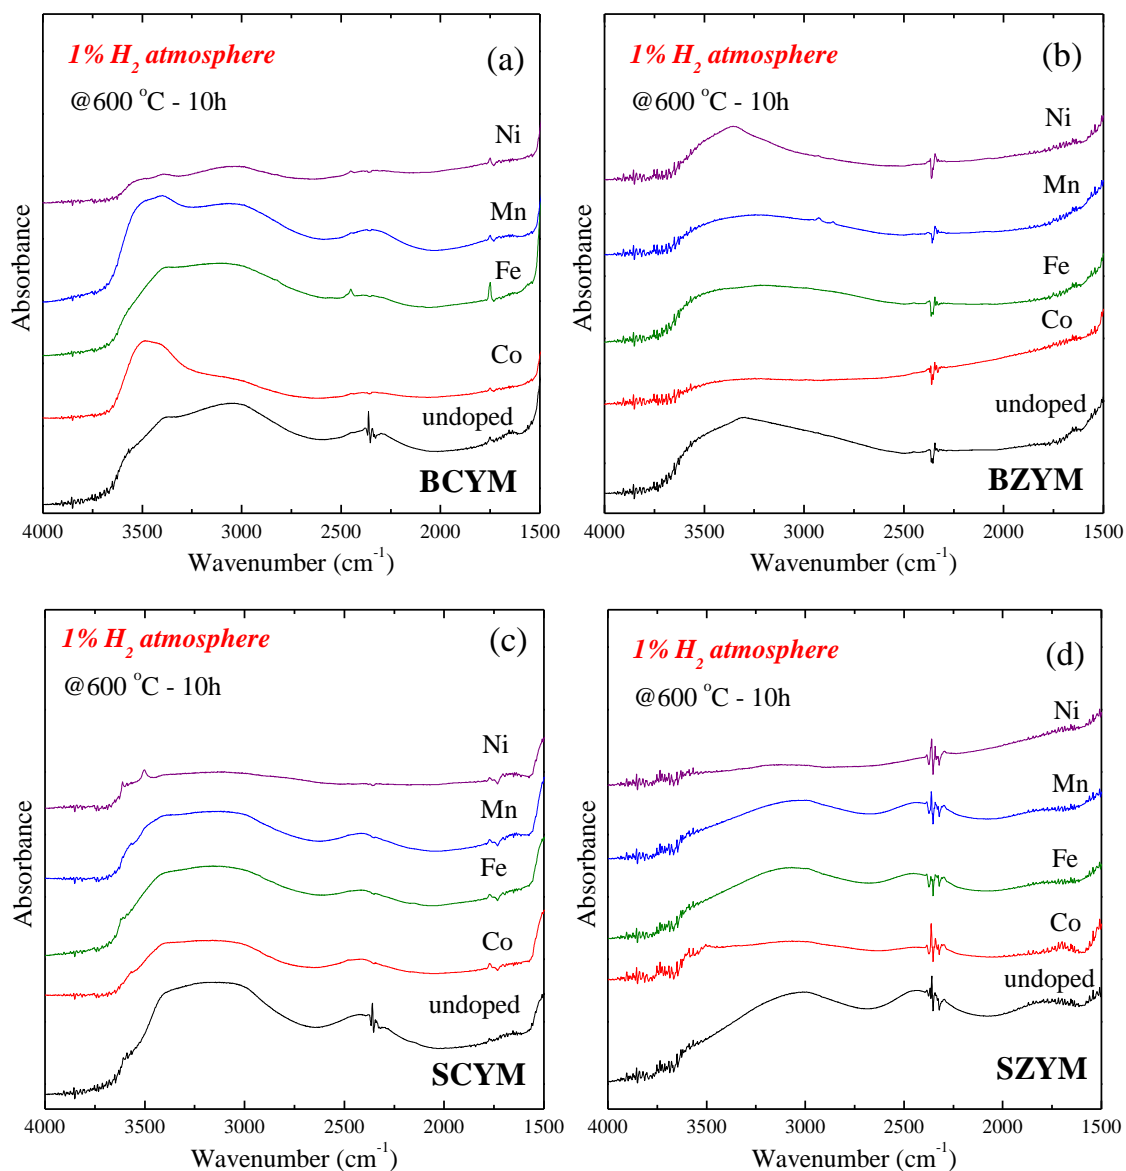 1% H2 atmosphere
(a)
@600 °C - 10h
Ni
Mn
Fe
Co
undoped
BCYM
Absorbance
4000 3500 3000 2500 2000 1500
Wavenumber (cm-1)
1% H2 atmosphere
(b)
@600 °C - 10h
Ni
Mn
Fe
Co
undoped
BZYM
Absorbance
4000 3500 3000 2500 2000 1500
Wavenumber (cm-1)
1% H2 atmosphere
(c)
@600 °C - 10h
Ni
Mn
Fe
Co
undoped
SCYM
Absorbance
4000 3500 3000 2500 2000 1500
Wavenumber (cm-1)
1% H2 atmosphere
(d)
@600 °C - 10h
Ni
Mn
Fe
Co
undoped
SZYM
Absorbance
4000 3500 3000 2500 2000 1500
Wavenumber (cm-1)